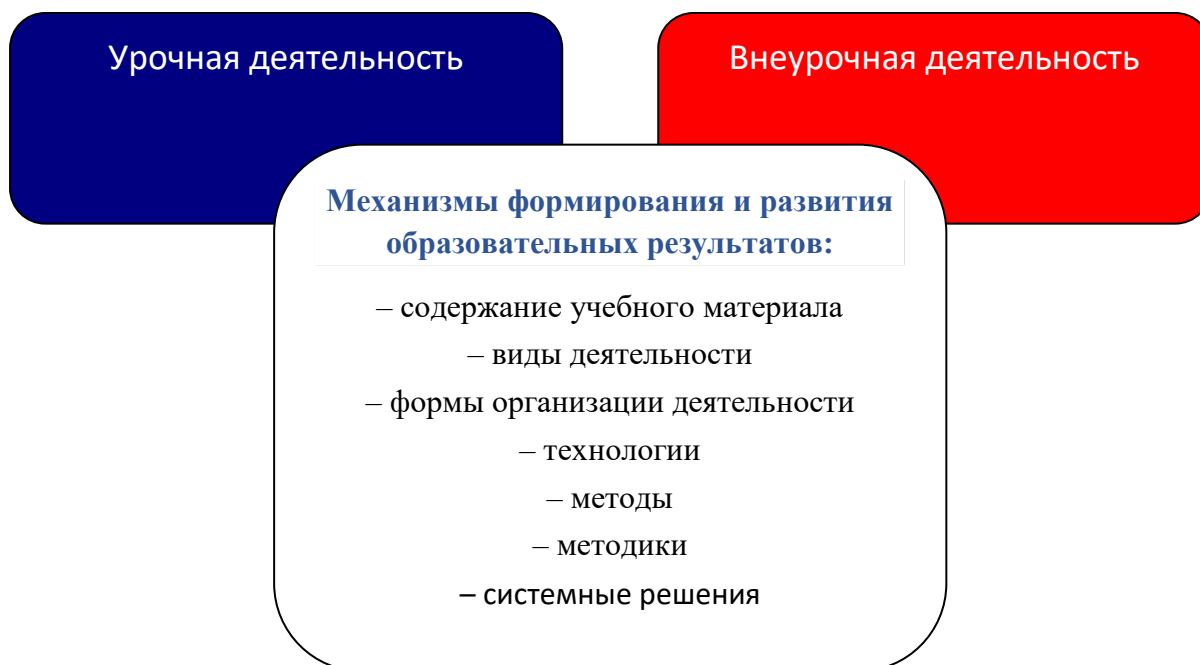 Урочная деятельность
Внеурочная деятельность
Механизмы формирования и развития
образовательных результатов:
– содержание учебного материала
– виды деятельности
– формы организации деятельности
– технологии
– методы
– методики
– системные решения